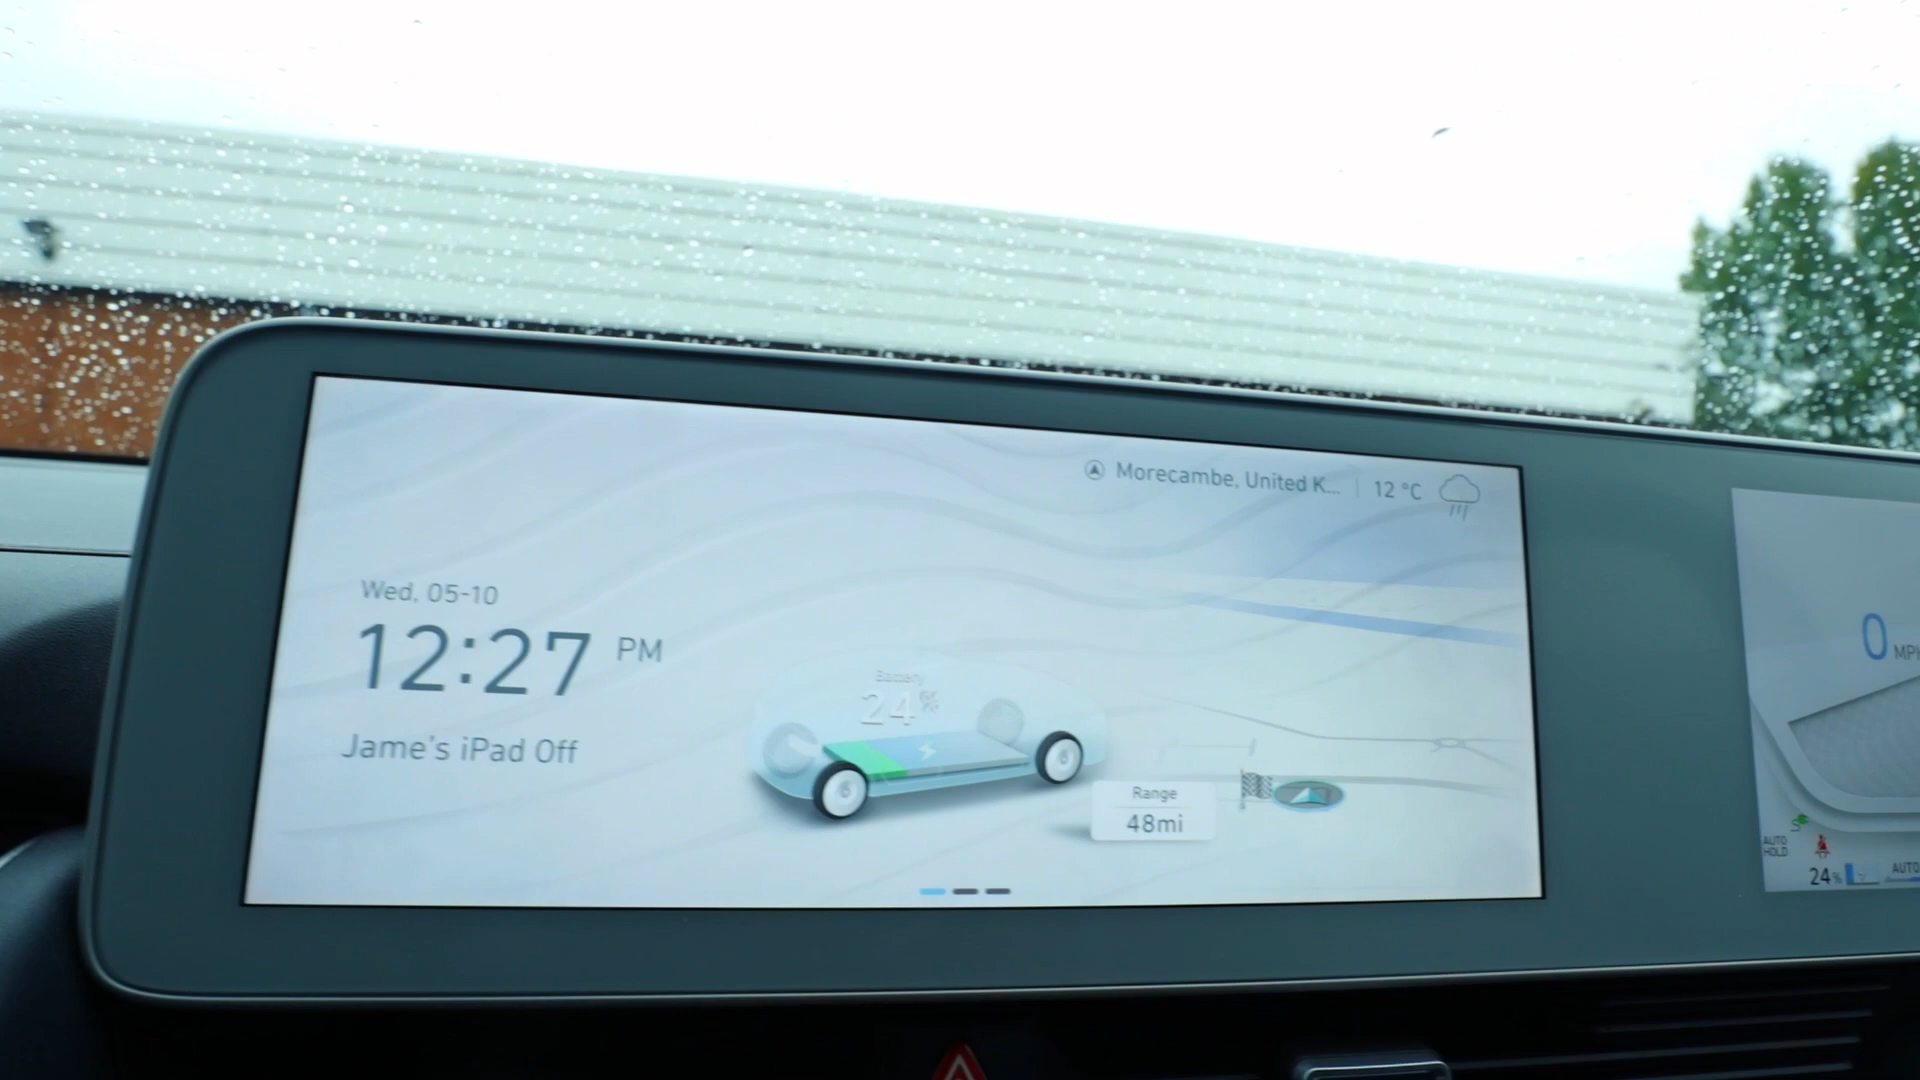 Morecambe, United K... 12 °C
Wed, 05-10
12:27 PM
Jame's iPad Off
Battery
24%
Range
48mi
0 MPH
AUTO
HOLD
24%
AUTO